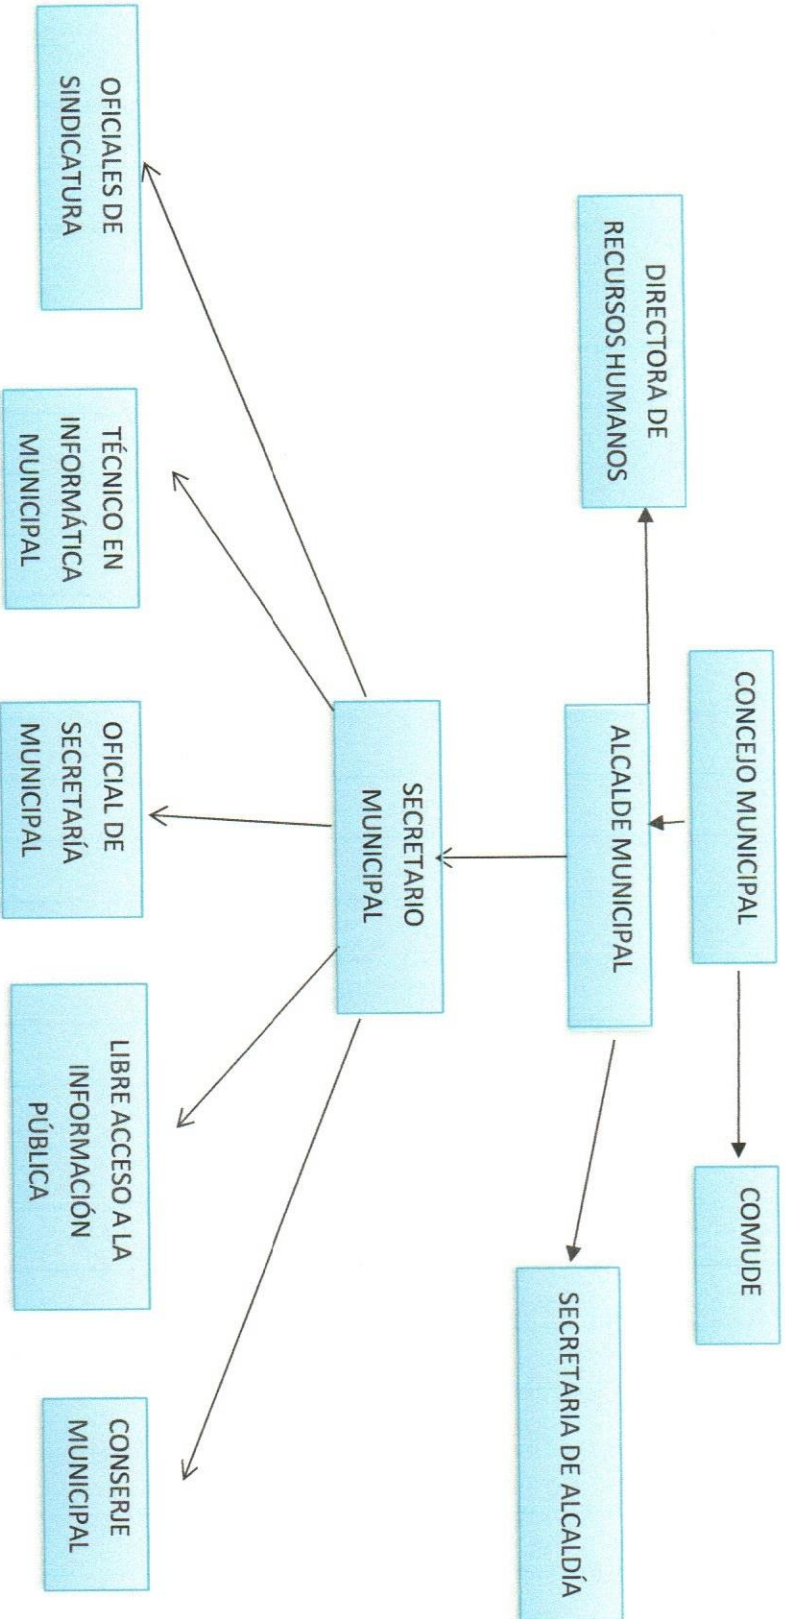 CONCEJO MUNICIPAL
COMUDE
ALCALDE MUNICIPAL
DIRECTORA DE
RECURSOS HUMANOS
SECRETARIA DE ALCALDÍA
SECRETARIO
MUNICIPAL
OFICIALES DE
SINDICATURA
TÉCNICO EN
INFORMÁTICA
MUNICIPAL
OFICIAL DE
SECRETARÍA
MUNICIPAL
LIBRE ACCESO A LA
INFORMACIÓN
PÚBLICA
CONSERJE
MUNICIPAL